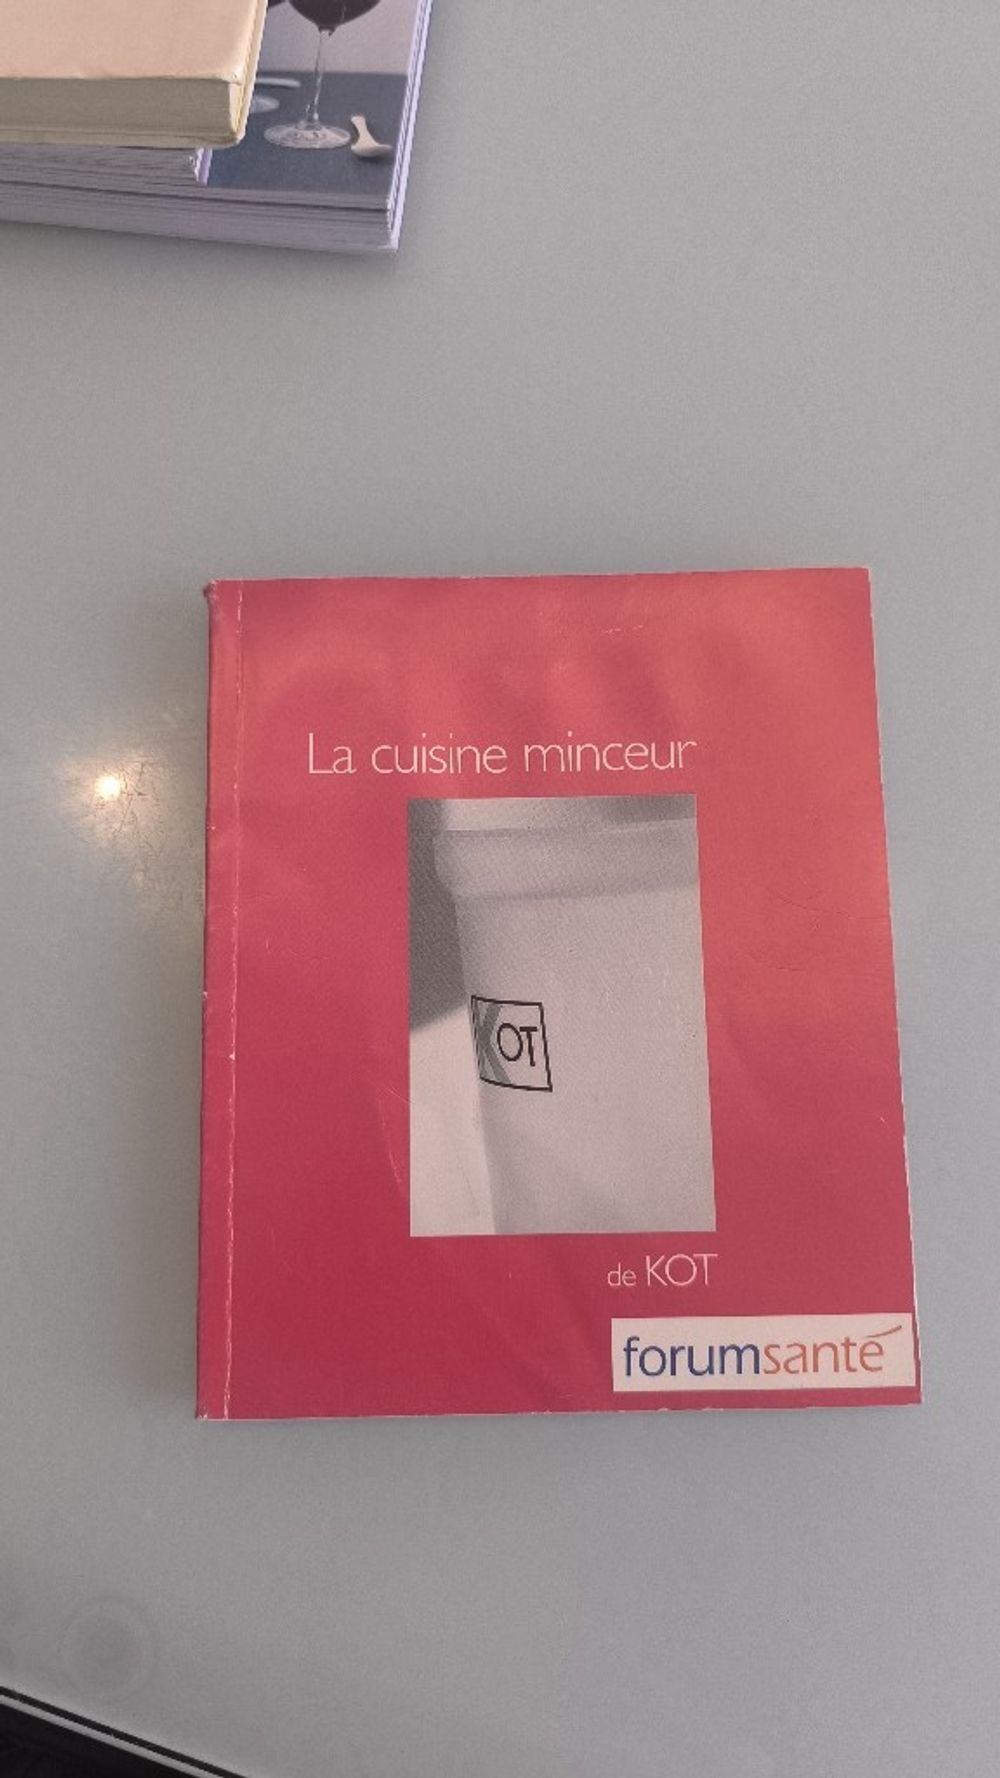 La cuisine minceur
KOT
de KOT
forumsanté